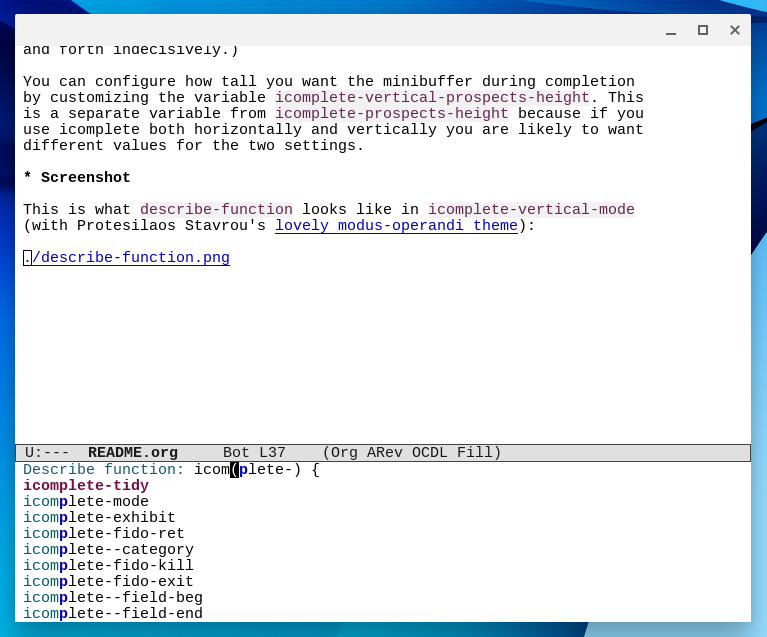 and forth indecisively.)
You can configure how tall you want the minibuffer during completion
by customizing the variable icomplete-vertical-prospects-height. This
is a separate variable from icomplete-prospects-height because if you
use icomplete both horizontally and vertically you are likely to want
different values for the two settings.
* Screenshot
This is what describe-function looks like in icomplete-vertical-mode
(with Protesilaos Stavrou's lovely modus-operandi theme):
./describe-function.png
U:--- README.org Bot L37 (Org ARev OCDL Fill)
Describe function: icom(plete-) {
icomplete-tidy
icomplete-mode
icomplete-exhibit
icomplete-fido-ret
icomplete--category
icomplete-fido-kill
icomplete-fido-exit
icomplete--field-beg
icomplete--field-end